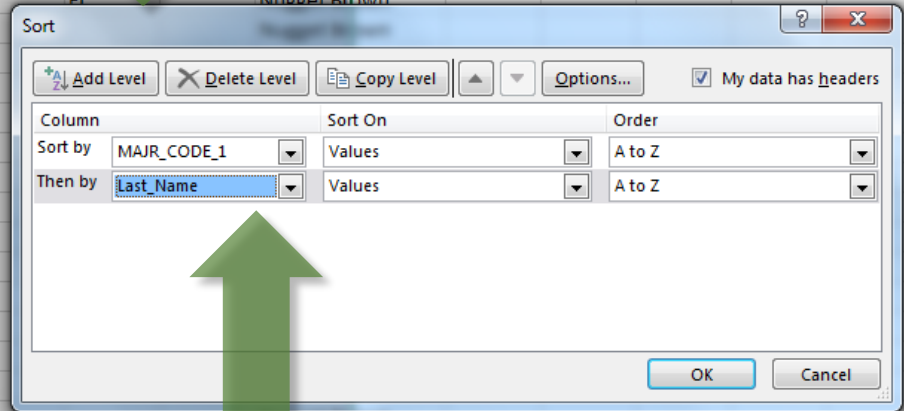 Sort
Add Level Delete Level Copy Level Options... My data has headers
Column Sort On Order
Sort by MAJR_CODE_1 Values A to Z
Then by Last_Name Values A to Z
OK Cancel